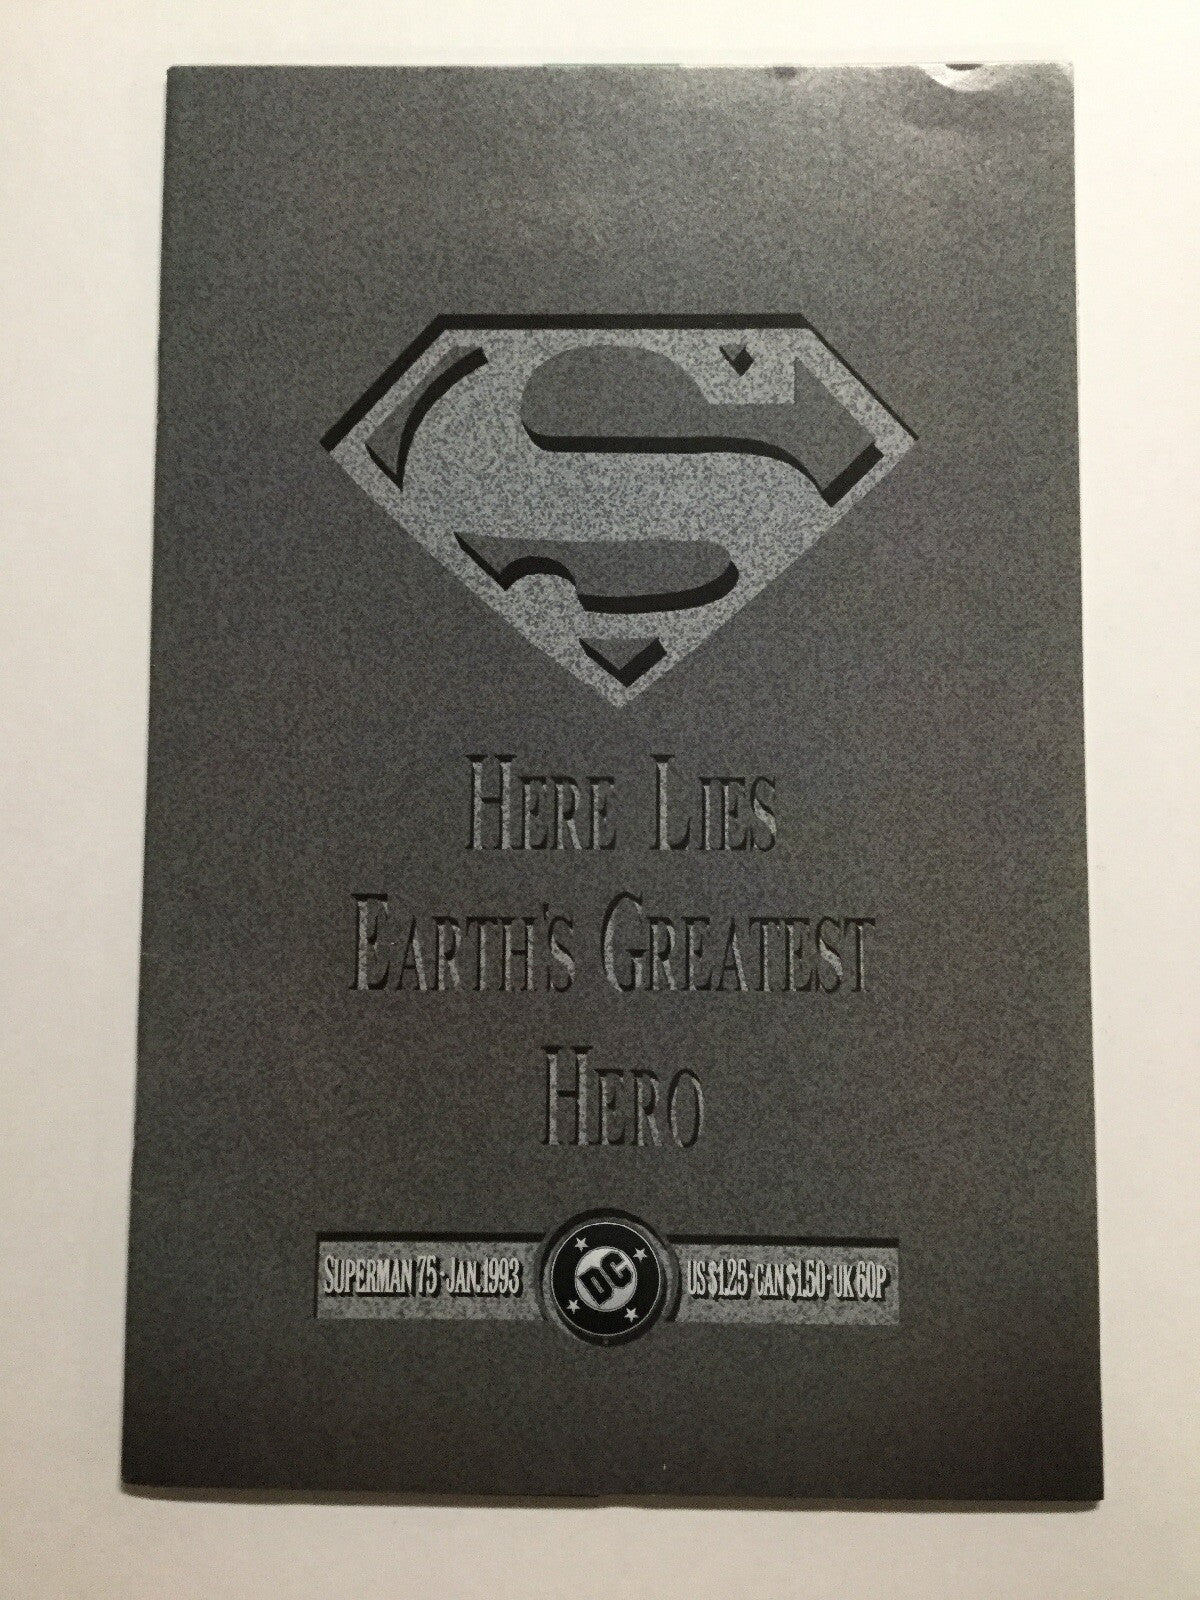 HERE LIES
EARTH'S GREATEST
HERO
SUPERMAN 75 · JAN. 1993
DC
US $1.25 · CAN $1.50 · UK 60P